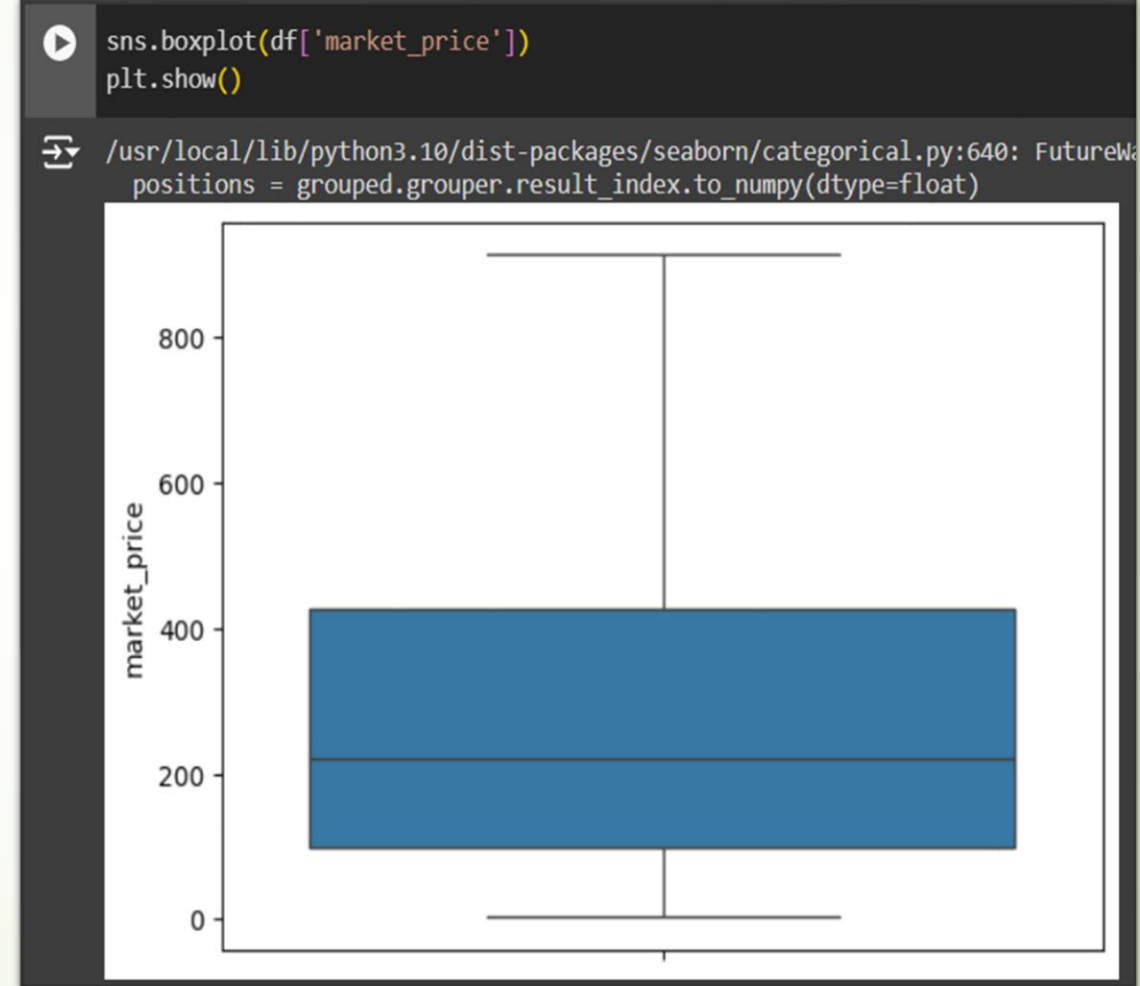 sns.boxplot(df['market_price'])
plt.show()
/usr/local/lib/python3.10/dist-packages/seaborn/categorical.py:640: FutureWa
positions = grouped.grouper.result_index.to_numpy(dtype=float)
800
600
market_price
400
200
0